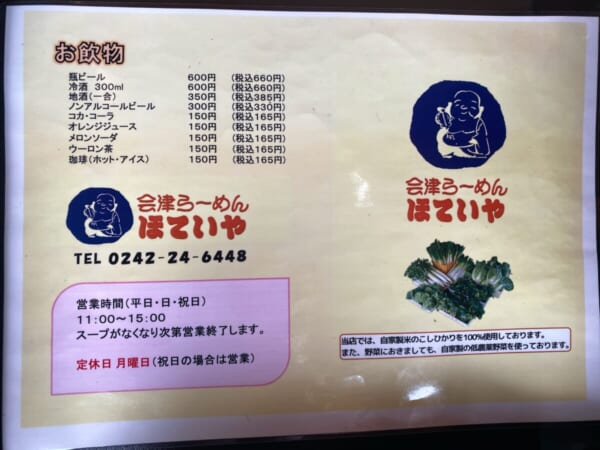 お飲物
瓶ビール 600円 (税込660円)
冷酒 300ml 600円 (税込660円)
地酒(一合) 350円 (税込385円)
ノンアルコールビール 300円 (税込330円)
コカ・コーラ 150円 (税込165円)
オレンジジュース 150円 (税込165円)
メロンソーダ 150円 (税込165円)
ウーロン茶 150円 (税込165円)
珈琲(ホット・アイス) 150円 (税込165円)
会津らーめん
ほていや
TEL 0242-24-6448
営業時間(平日・日・祝日)
11:00〜15:00
スープがなくなり次第営業終了します。
定休日 月曜日(祝日の場合は営業)
会津らーめん
ほていや
当店では、自家製米のこしひかりを100%使用しております。
また、野菜におきましても、自家製の低農薬野菜を使っております。